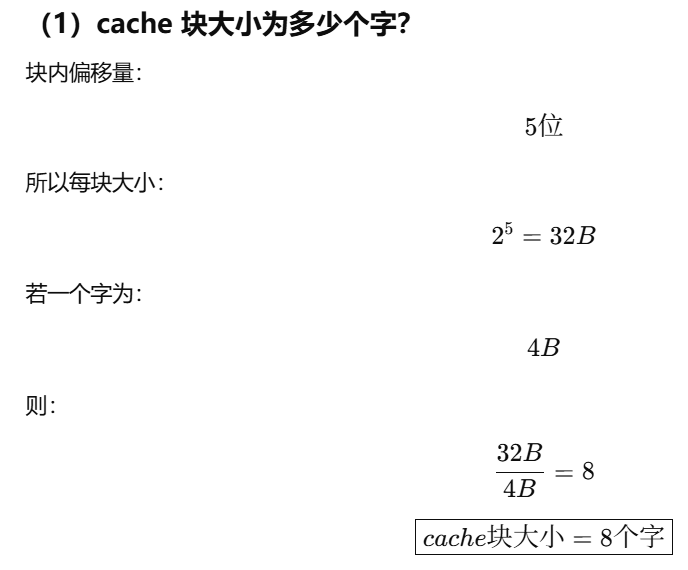 （1）cache 块大小为多少个字？
块内偏移量：
5位
所以每块大小：
2^5 = 32B
若一个字为：
4B
则：
\frac{32B}{4B} = 8
cache块大小 = 8个字